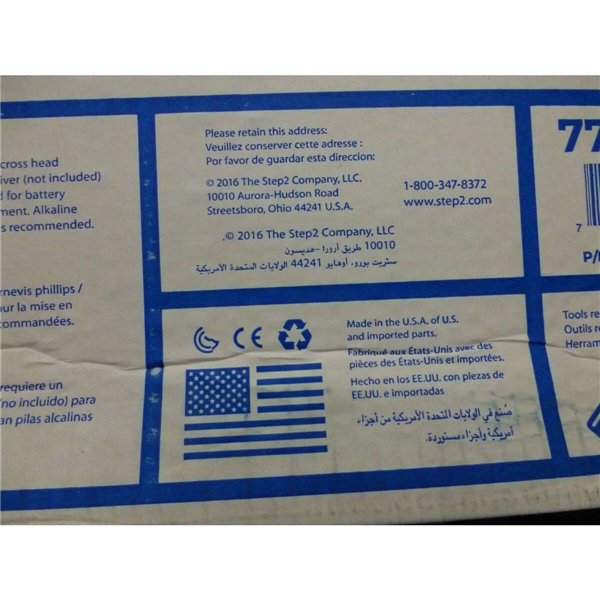 cross head
iver (not included)
d for battery
ment. Alkaline
s recommended.
rnevis phillips /
our la mise en
commandées.
requiere un
(no incluido) para
an pilas alcalinas
Please retain this address:
Veuillez conserver cette adresse :
Por favor de guardar esta direccion:
© 2016 The Step2 Company, LLC.
10010 Aurora-Hudson Road
Streetsboro, Ohio 44241 U.S.A.
1-800-347-8372
www.step2.com
.© 2016 The Step2 Company, LLC
10010 طريق أرورا -هديسون
ستريت بورو، أوهايو 44241 الولايات المتحدة الأمريكية
CE
Made in the U.S.A. of U.S.
and imported parts.
Fabriqué aux États-Unis avec des
pièces des États-Unis et importées.
Hecho en los EE.UU. con piezas de
EE.UU. e importadas
صُنع في الولايات المتحدة الأمريكية من أجزاء
أمريكية وأجزاء مستوردة.
77
7
P/
Tools re
Outils r
Herram